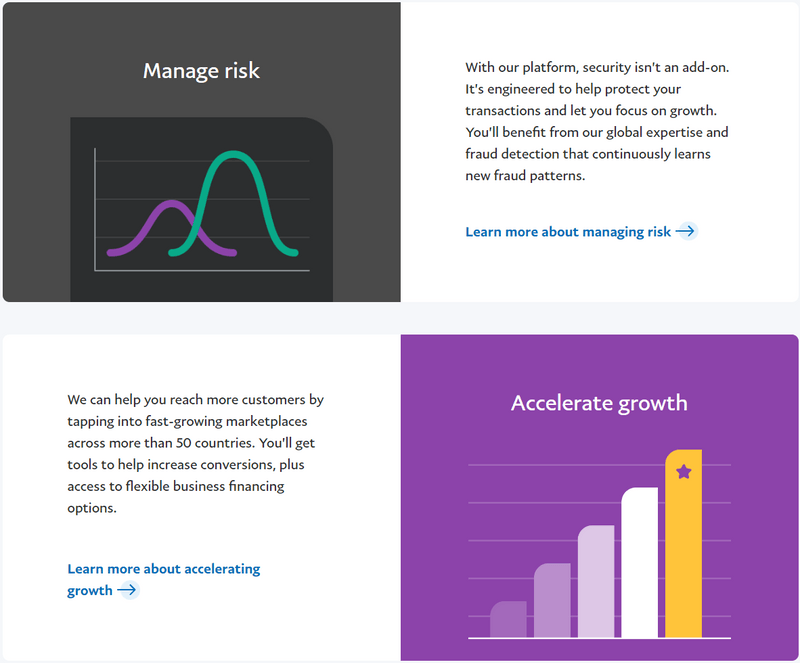 Manage risk
With our platform, security isn't an add-on.
It's engineered to help protect your
transactions and let you focus on growth.
You'll benefit from our global expertise and
fraud detection that continuously learns
new fraud patterns.
Learn more about managing risk
We can help you reach more customers by
tapping into fast-growing marketplaces
across more than 50 countries. You'll get
tools to help increase conversions, plus
access to flexible business financing
options.
Learn more about accelerating
growth
Accelerate growth